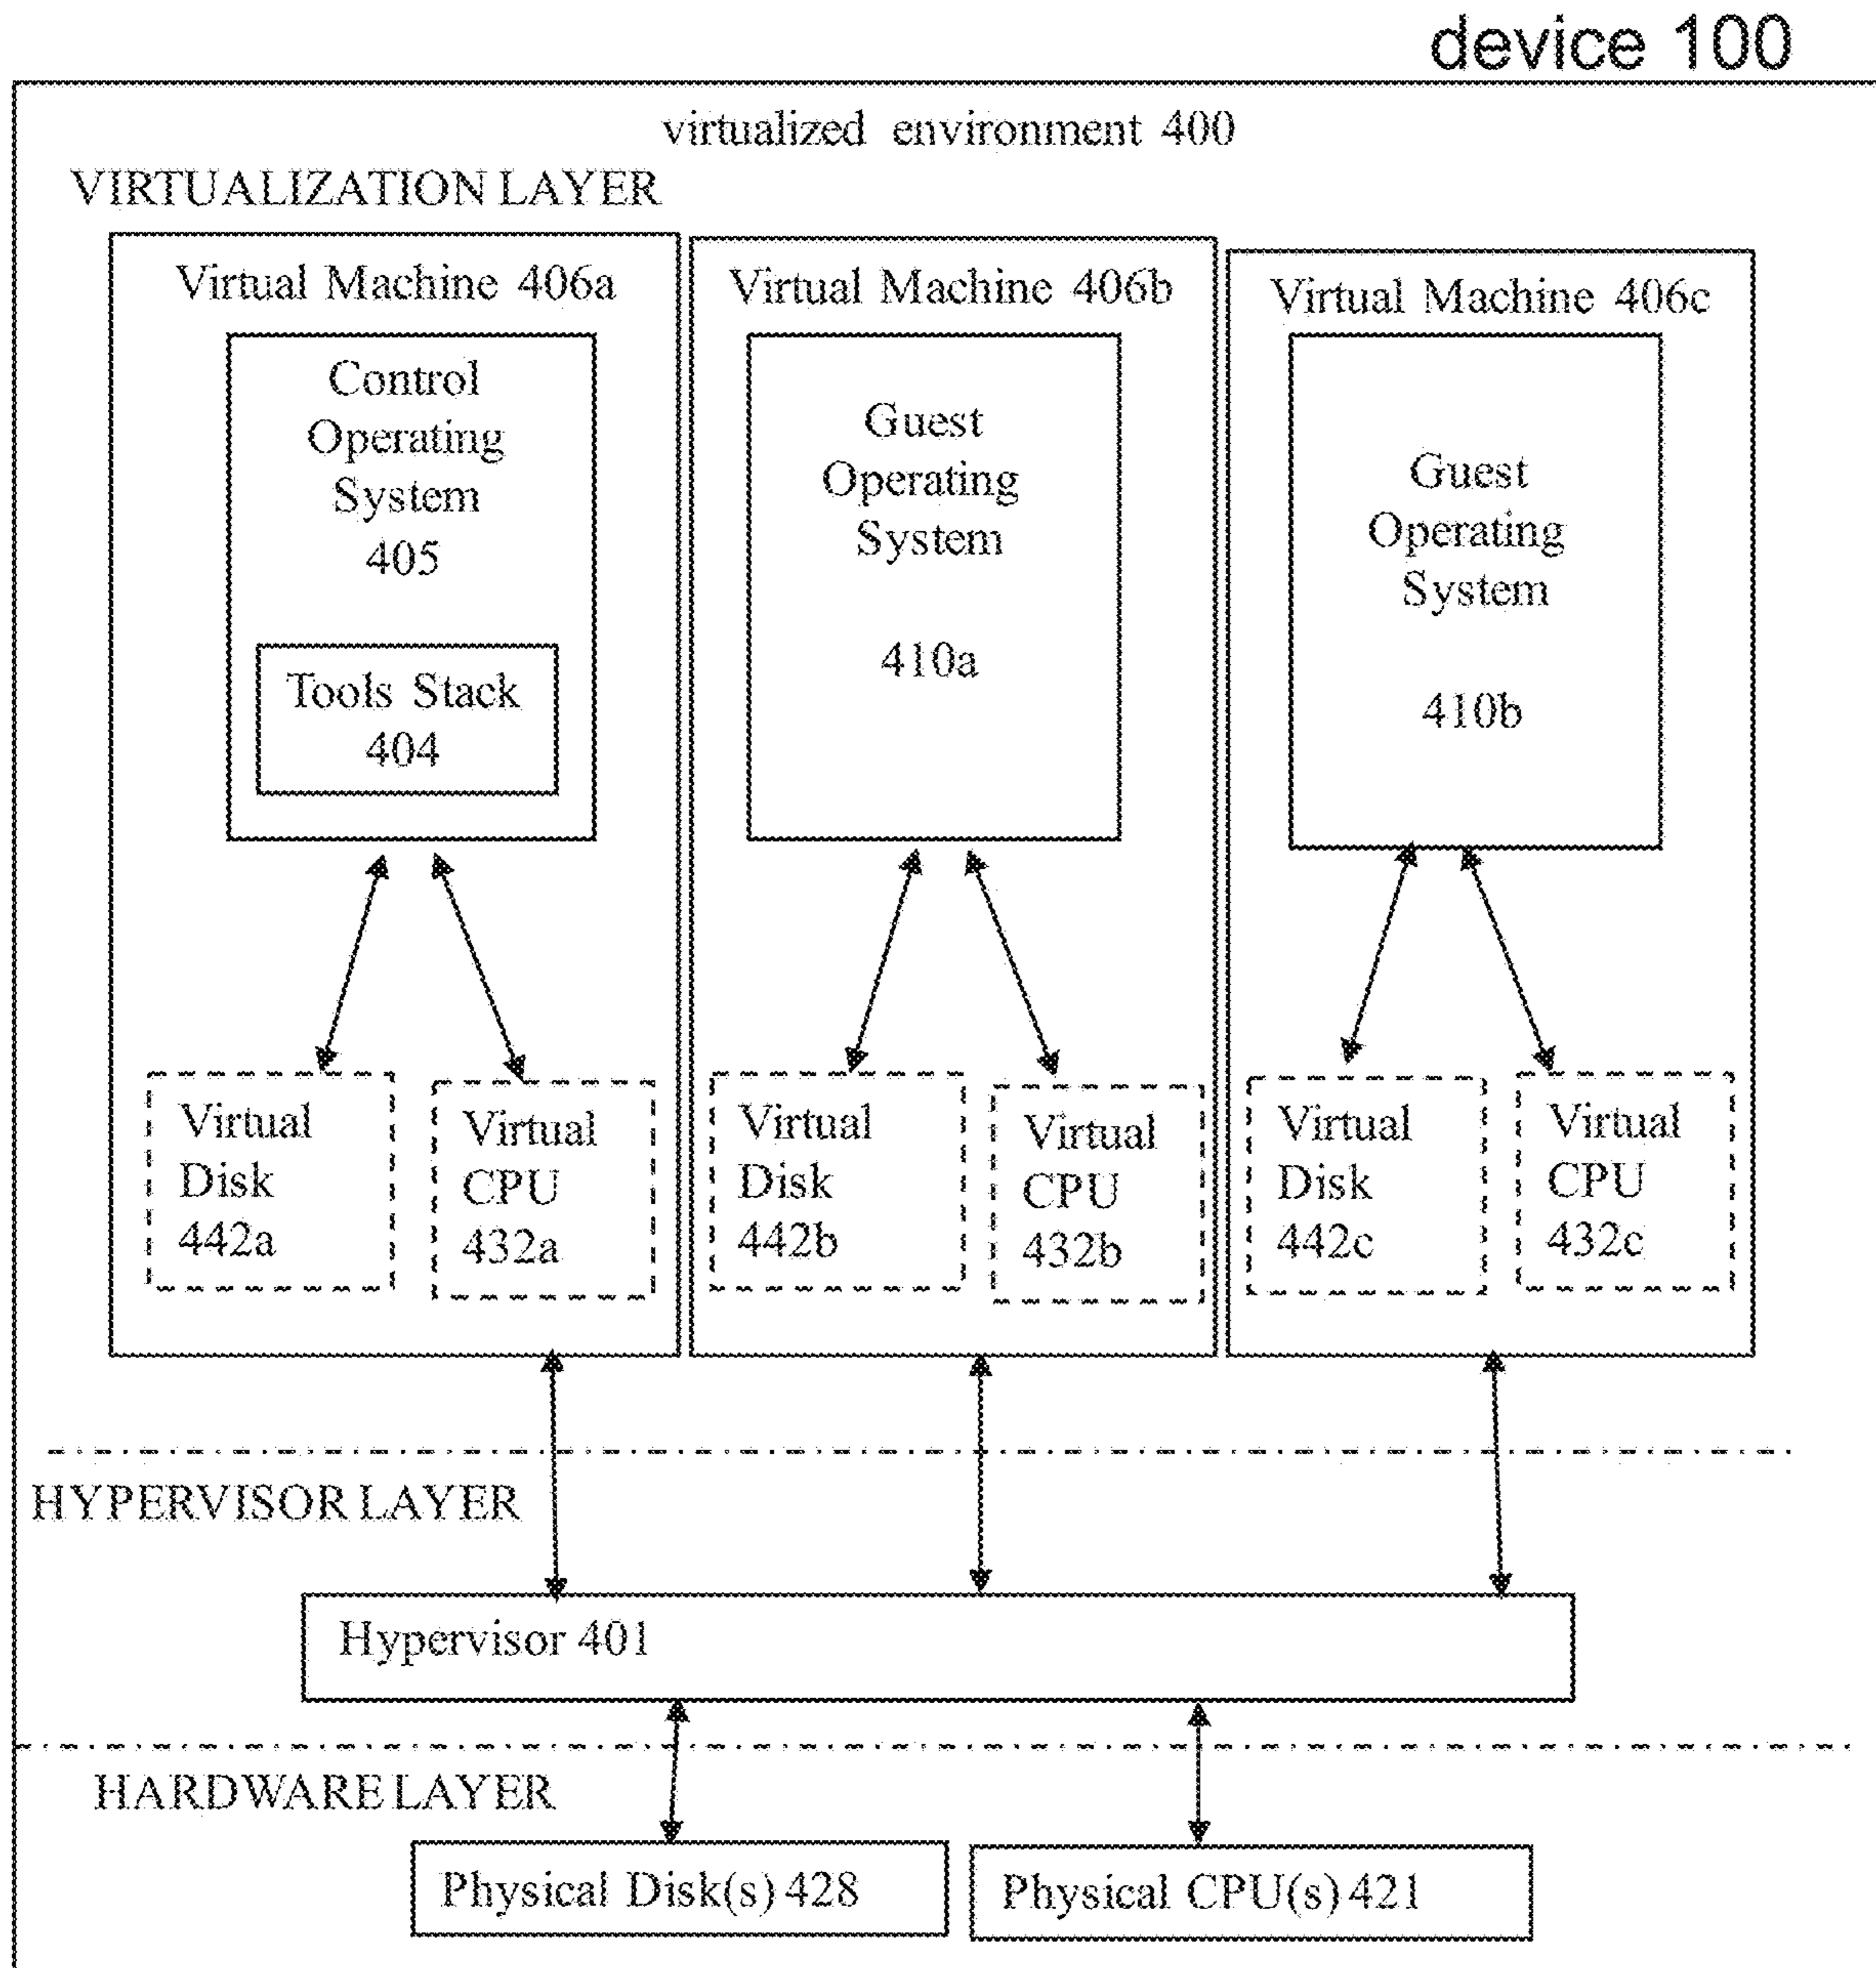 device 100
virtualized environment 400
VIRTUALIZATION LAYER
Virtual Machine 406a
Control
Operating
System
405
Tools Stack
404
Virtual
Disk
442a
Virtual
CPU
432a
Virtual Machine 406b
Guest
Operating
System
410a
Virtual
Disk
442b
Virtual
CPU
432b
Virtual Machine 406c
Guest
Operating
System
410b
Virtual
Disk
442c
Virtual
CPU
432c
HYPERVISOR LAYER
Hypervisor 401
HARDWARE LAYER
Physical Disk(s) 428
Physical CPU(s) 421